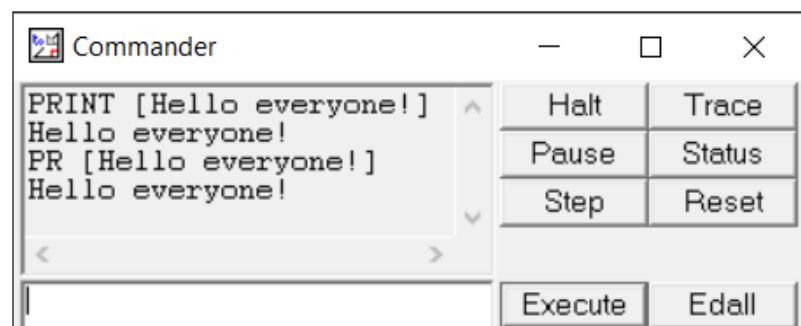 Commander
PRINT [Hello everyone!]
Hello everyone!
PR [Hello everyone!]
Hello everyone!
Halt
Trace
Pause
Status
Step
Reset
Execute
Edall